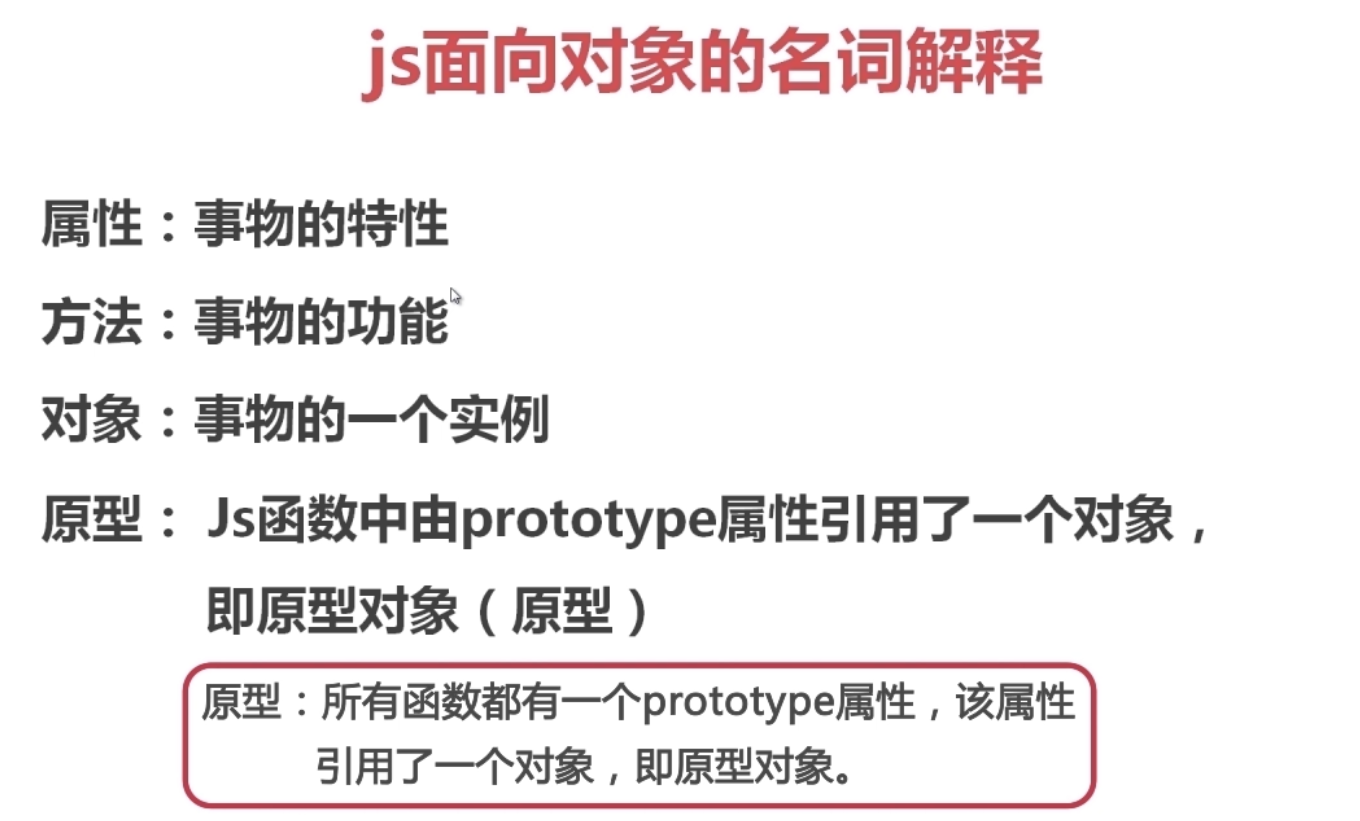 js面向对象的名词解释
属性：事物的特性
方法：事物的功能
对象：事物的一个实例
原型： Js函数中由prototype属性引用了一个对象，
即原型对象（原型）
原型：所有函数都有一个prototype属性，该属性
引用了一个对象，即原型对象。